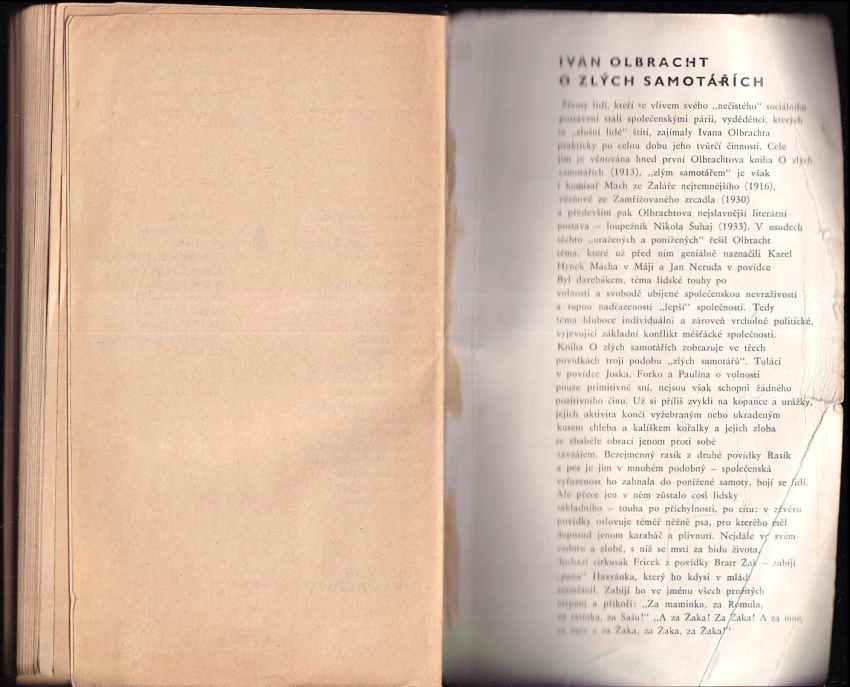 IVAN OLBRACHT
O ZLÝCH SAMOTÁŘÍCH
Životy lidí, kteří se vlivem svého „nečistého“ sociálního
postavení stali společenskými párii, vyděděnci, kterých
se „slušní lidé“ štítí, zajímaly Ivana Olbrachta
prakticky po celou dobu jeho tvůrčí činnosti. Cele
jim je věnována hned první Olbrachtova kniha O zlých
samotářích (1913), „zlým samotářem“ je však
i komisař Mach ze Žaláře nejtemnějšího (1916),
vězňové ze Zamřížovaného zrcadla (1930)
a především pak Olbrachtova nejslavnější literární
postava – loupežník Nikola Šuhaj (1933). V osudech
těchto „uražených a ponížených“ řešil Olbracht
téma, které už před ním geniálně naznačili Karel
Hynek Mácha v Máji a Jan Neruda v povídce
Byl darebákem, téma lidské touhy po
volnosti a svobodě ubíjené společenskou nevraživostí
a tupou nadřazeností „lepší“ společnosti. Tedy
téma hluboce individuální a zároveň vrcholně politické,
vyjevující základní konflikt měšťácké společnosti.
Kniha O zlých samotářích zobrazuje ve třech
povídkách trojí podobu „zlých samotářů“. Tuláci
v povídce Joska, Forko a Paulína o volnosti
pouze primitivně sní, nejsou však schopni žádného
pozitivního činu. Už si příliš zvykli na kopance a urážky,
jejich aktivita končí vyžebraným nebo ukradeným
kusem chleba a kalíškem kořalky a jejich zloba
se zbaběle obrací jenom proti sobě
navzájem. Bezejmenný rasík z druhé povídky Rasík
a pes je jim v mnohém podobný – společenská
vyřazenost ho zahnala do ponížené samoty, bojí se lidí.
Ale přece jen v něm zůstalo cosi lidsky
základního – touha po příchylnosti, po citu: v závěru
povídky oslovuje téměř něžně psa, pro kterého měl
doposud jenom karabáč a plivnutí. Nejdále ve svém
vzdoru a zlobě, s níž se mstí za bídu života,
dochází cirkusák Fricek z povídky Bratr Žak – zabíjí
„pana“ Havránka, který ho kdysi v mládí
Zabíjí ho ve jménu všech prožitých
utrpení a příkoří: „Za maminku, za Romula,
za tatínka, za Sašu!“ „A za Žaka! Za Žaka! A za mne,
za mne a za Žaka, za Žaka, za Žaka!“